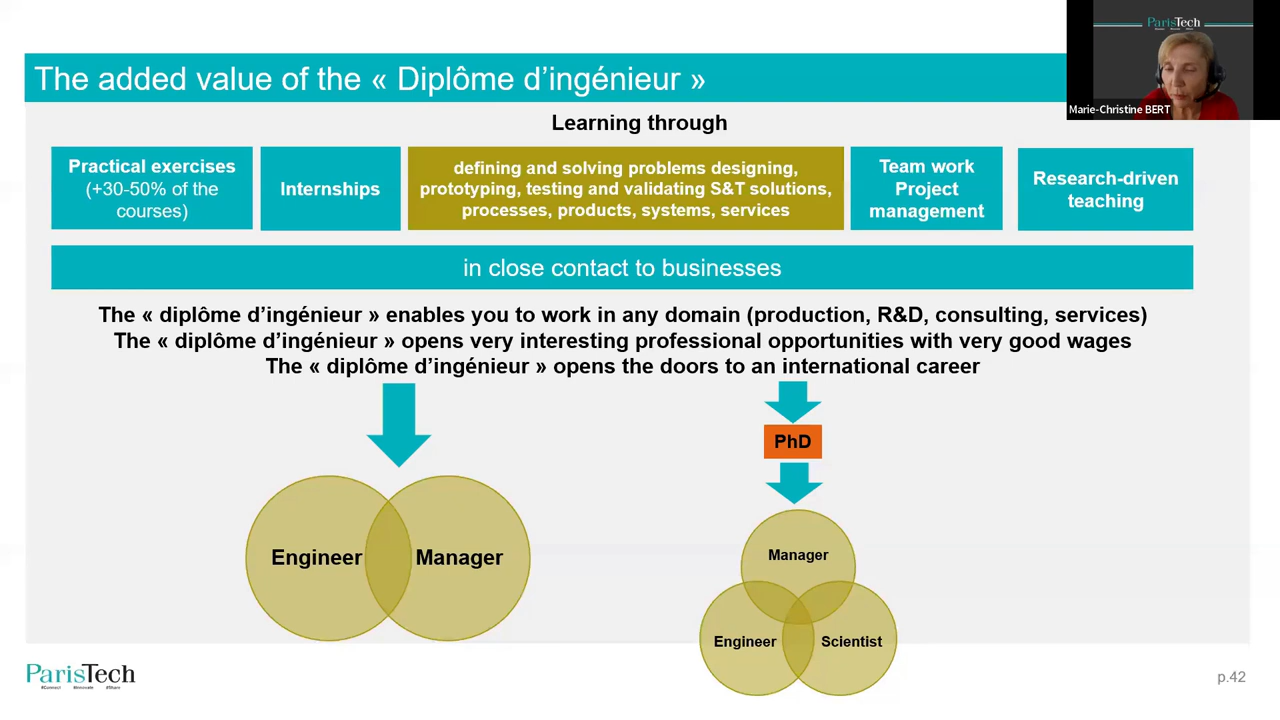 ParisTech
Marie-Christine BERT
The added value of the « Diplôme d’ingénieur »
Learning through
Practical exercises
(+30-50% of the
courses)
Internships
defining and solving problems designing,
prototyping, testing and validating S&T solutions,
processes, products, systems, services
Team work
Project
management
Research-driven
teaching
in close contact to businesses
The « diplôme d’ingénieur » enables you to work in any domain (production, R&D, consulting, services)
The « diplôme d’ingénieur » opens very interesting professional opportunities with very good wages
The « diplôme d’ingénieur » opens the doors to an international career
PhD
Engineer
Manager
Manager
Engineer
Scientist
ParisTech
#Connect #Innovate #Share
p.42